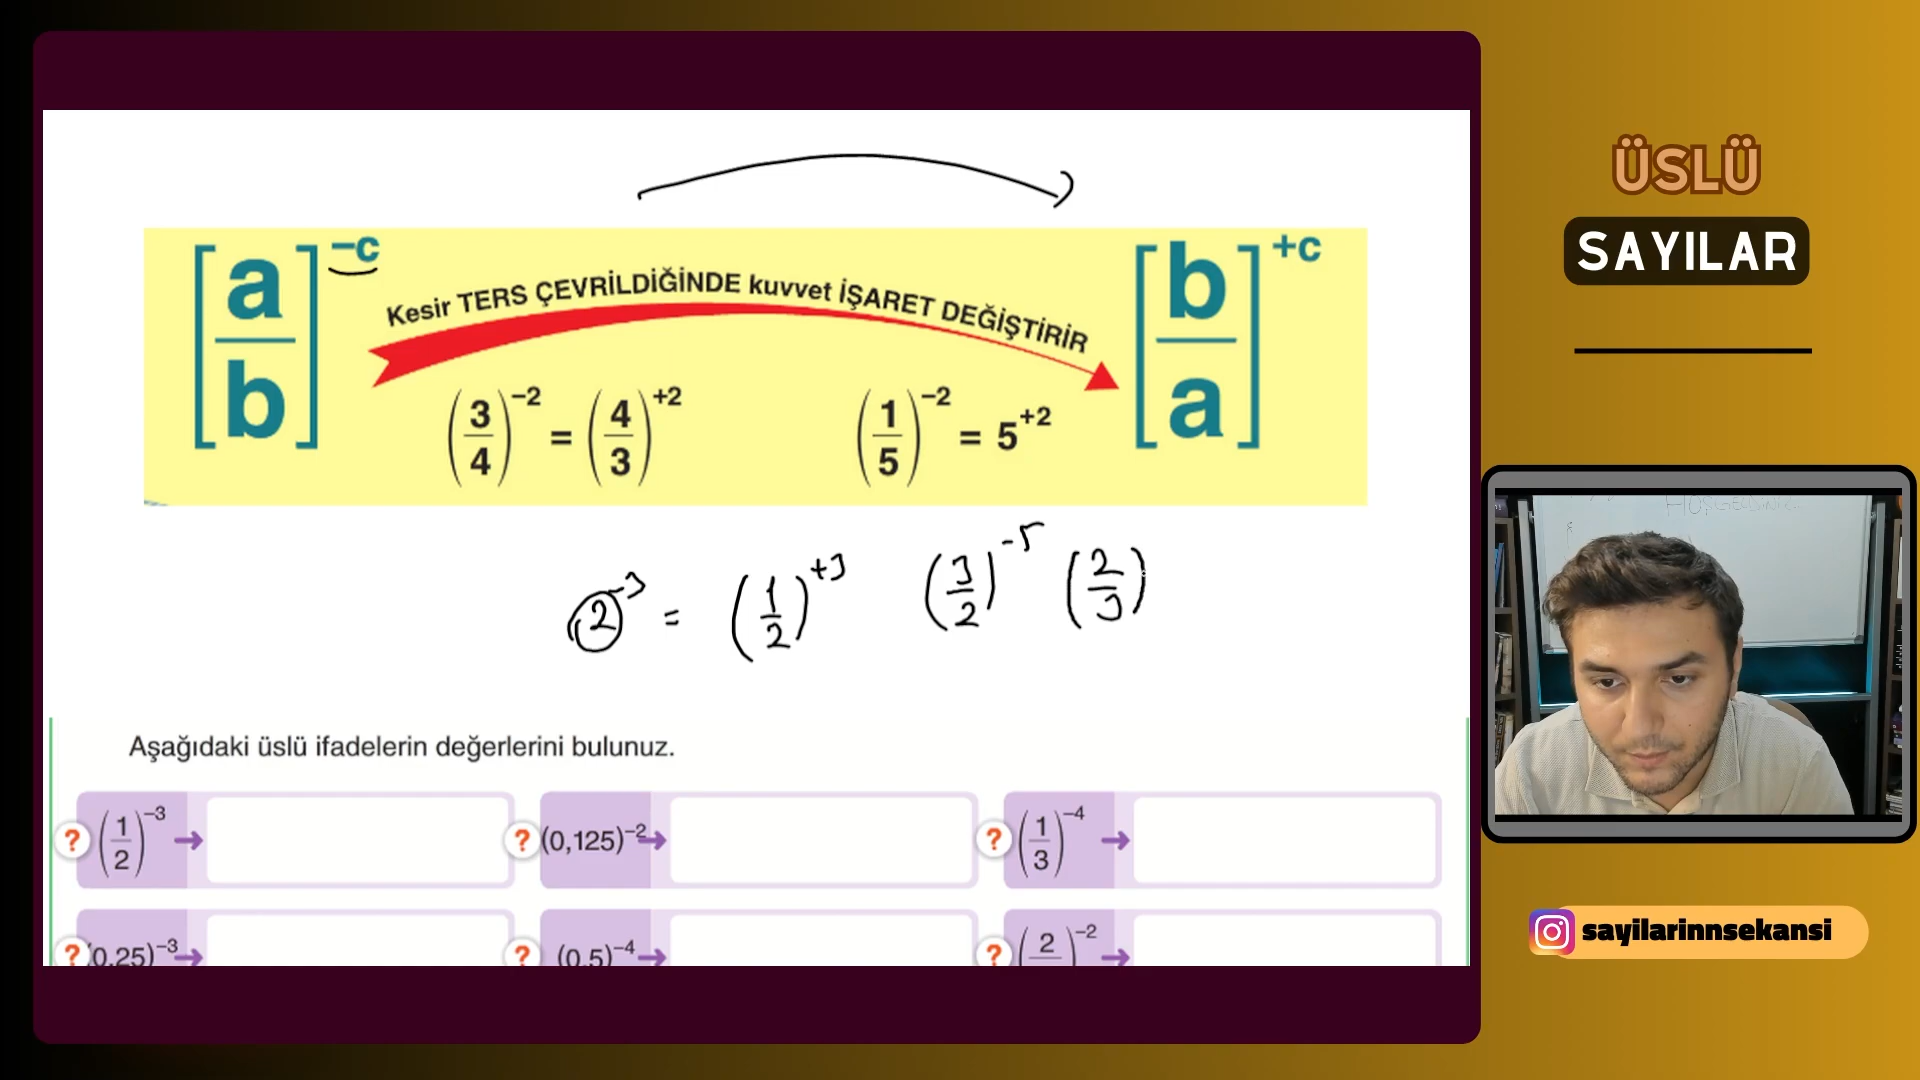 [a/b]^−c Kesir TERS ÇEVRİLDİĞİNDE kuvvet İŞARET DEĞİŞTİRİR [b/a]^+c
(3/4)^−2 = (4/3)^+2 (1/5)^−2 = 5^+2
2^-3 = (1/2)^+3 (3/2)^-5 (2/3)
Aşağıdaki üslü ifadelerin değerlerini bulunuz.
? (1/2)^−3 → ? (0,125)^−2 → ? (1/3)^−4 →
? (0,25)^−3 → ? (0,5)^−4 → ? (2 )^−2 →
ÜSLÜ
SAYILAR
sayilarinnsekansi